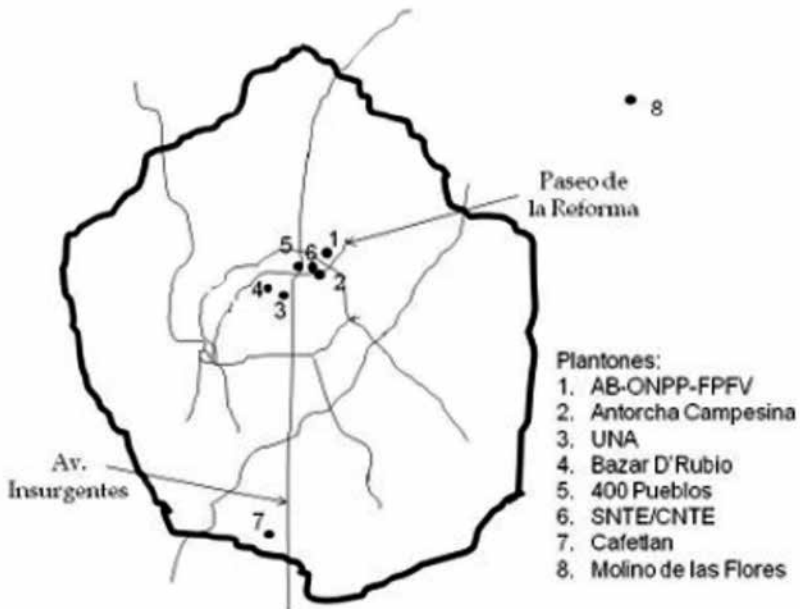 8
Paseo de
la Reforma
5
6
1
2
4
3
Plantones:
1. AB-ONPP-FPFV
2. Antorcha Campesina
3. UNA
4. Bazar D'Rubio
5. 400 Pueblos
6. SNTE/CNTE
7. Cafetlan
8. Molino de las Flores
Av.
Insurgentes
7